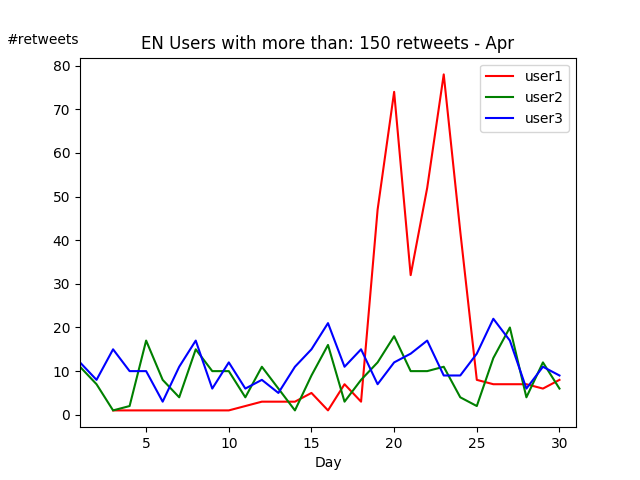 #retweets
EN Users with more than: 150 retweets - Apr
user1
user2
user3
80
70
60
50
40
30
20
10
0
5 10 15 20 25 30
Day